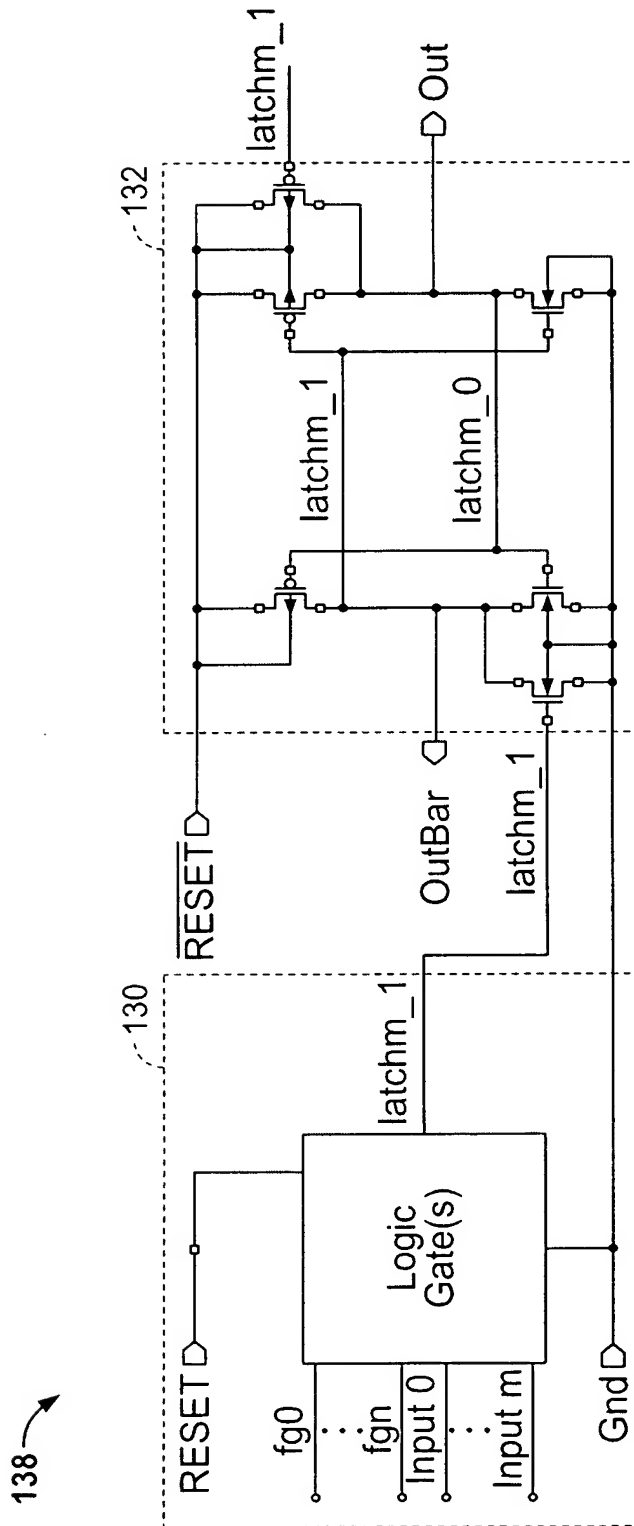 138
130
RESET
fg0
fgn
Input 0
Input m
Logic
Gate(s)
latchm_1
Gnd
132
RESET
OutBar
latchm_1
latchm_1
latchm_0
latchm_1
Out